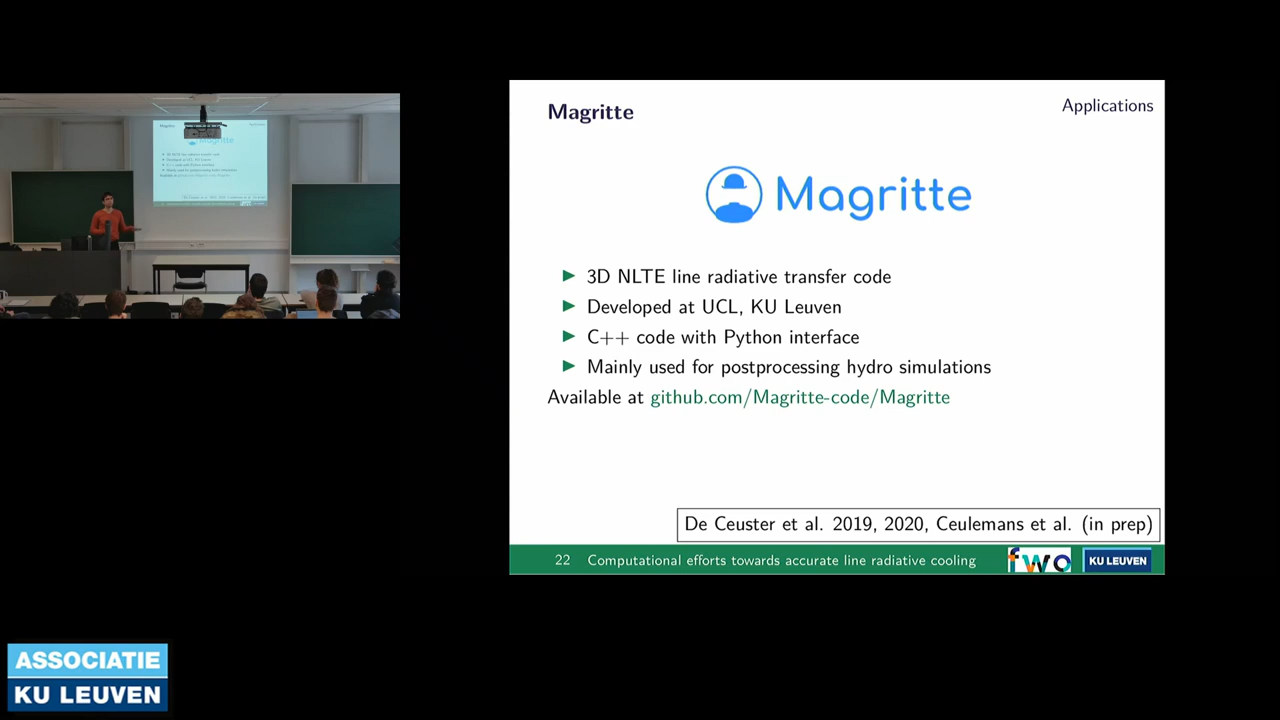 Magritte
Applications
Magritte
3D NLTE line radiative transfer code
Developed at UCL, KU Leuven
C++ code with Python interface
Mainly used for postprocessing hydro simulations
Available at github.com/Magritte-code/Magritte
De Ceuster et al. 2019, 2020, Ceulemans et al. (in prep)
22 Computational efforts towards accurate line radiative cooling
fwo
KU LEUVEN
ASSOCIATIE
KU LEUVEN